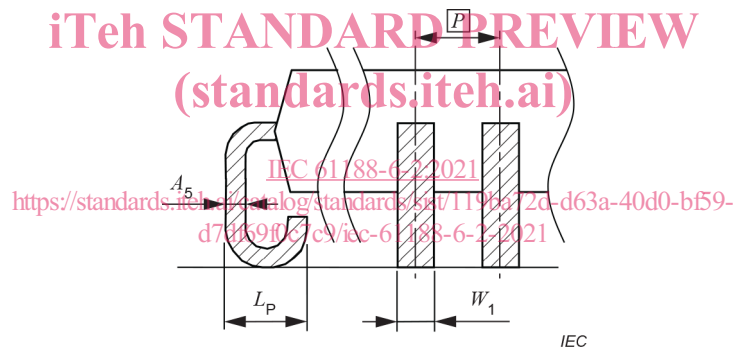 iTeh STANDARD PREVIEW
P
(standards.iteh.ai)
IEC 61188-6-2:2021
A5
https://standards.iteh.ai/catalog/standards/sist/119ba72d-d63a-40d0-bf59-
d7df69f0c7c9/iec-61188-6-2-2021
LP
W1
IEC